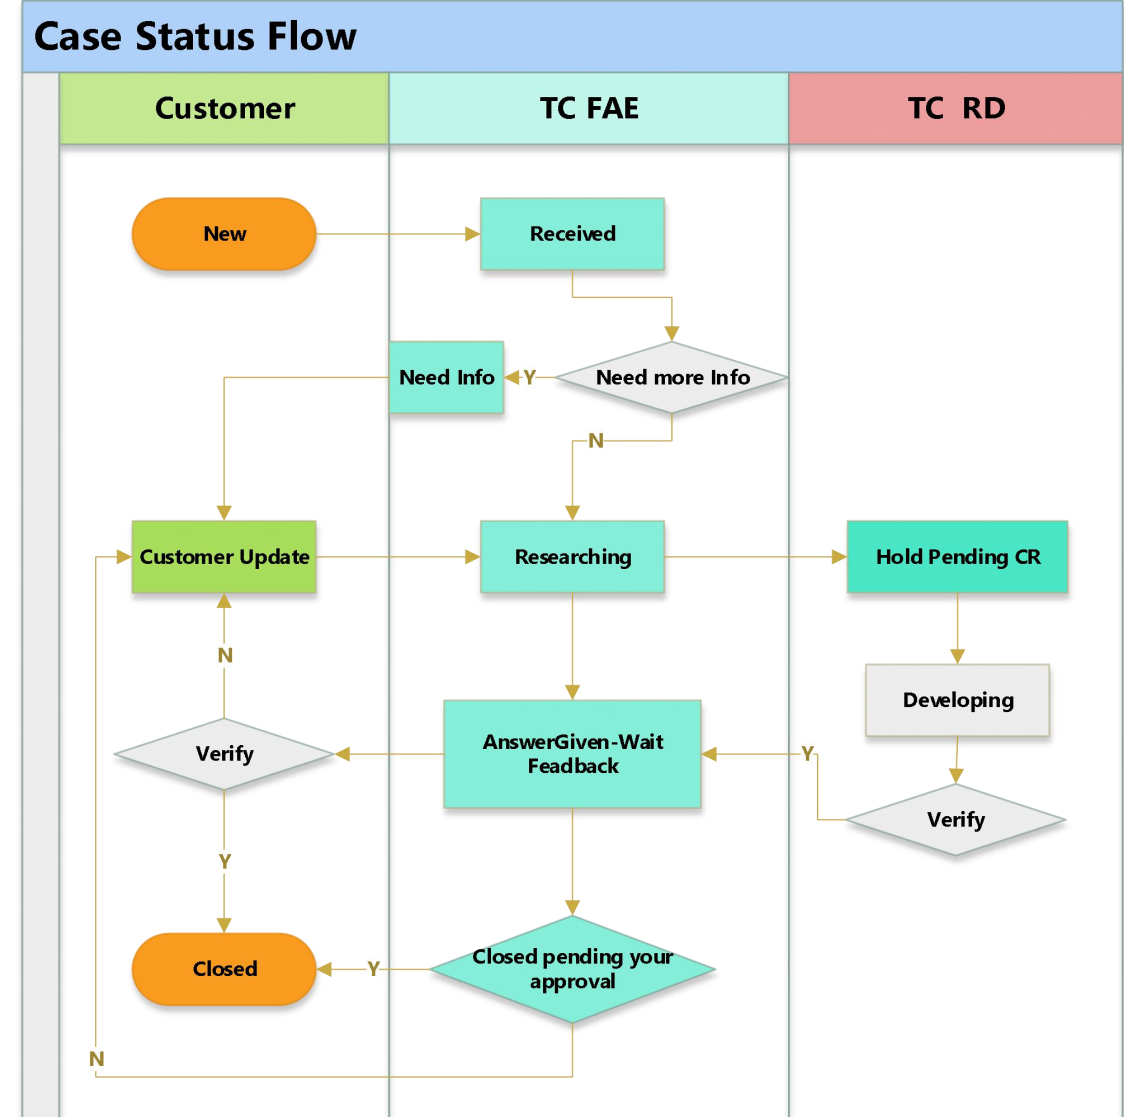 Case Status Flow
Customer
TC FAE
TC  RD
New
Received
Need Info
Y
Need more Info
N
Customer Update
Researching
Hold Pending CR
N
Developing
Verify
AnswerGiven-Wait
Feadback
Y
Verify
Y
Closed
Y
Closed pending your
approval
N